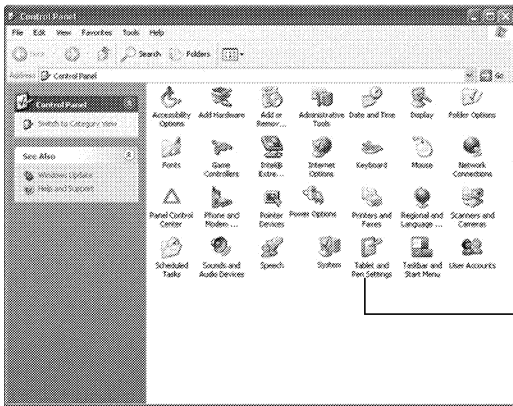 Control Panel
File Edit View Favorites Tools Help
Search Folders
Address Control Panel Go
Control Panel
Switch to Category View
See Also
Windows Update
Help and Support
Accessibility Options
Add Hardware
Add or Remov...
Administrative Tools
Date and Time
Display
Folder Options
Fonts
Game Controllers
Intel® Extre...
Internet Options
Keyboard
Mouse
Network Connections
Panel Control Center
Phone and Modem ...
Pointer Devices
Power Options
Printers and Faxes
Regional and Language ...
Scanners and Cameras
Scheduled Tasks
Sounds and Audio Devices
Speech
System
Tablet and Pen Settings
Taskbar and Start Menu
User Accounts